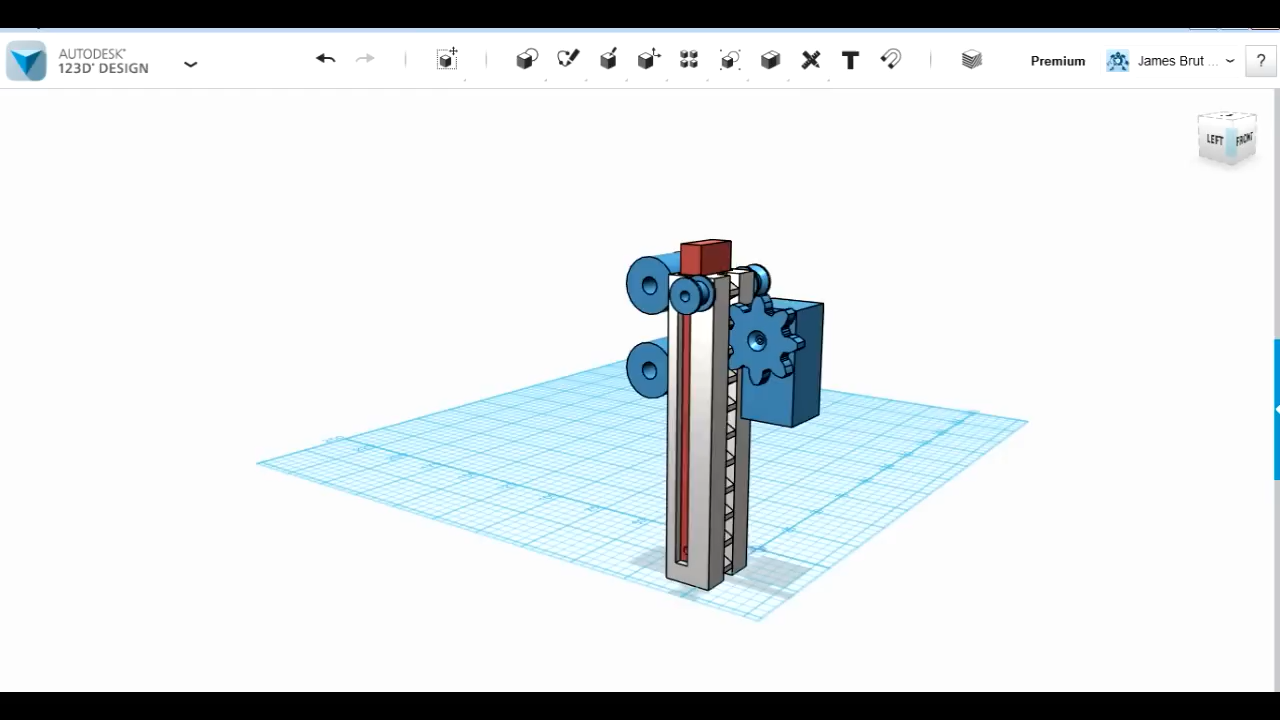 AUTODESK®
123D® DESIGN
Premium
James Brut ...
?
LEFT
FRONT